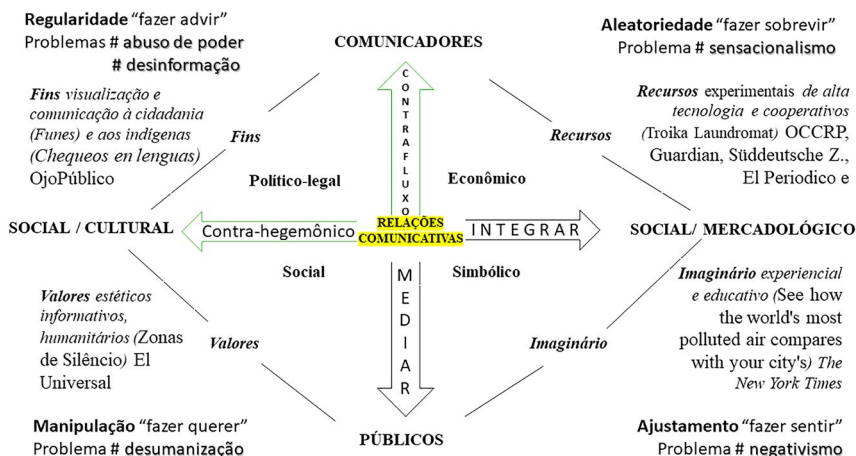 Regularidade “fazer advir”
Problemas # abuso de poder
# desinformação
COMUNICADORES
Aleatoriedade “fazer sobrevir”
Problema # sensacionalismo
Fins visualização e
comunicação à cidadania
(Funes) e aos indígenas
(Chequeos en lenguas)
OjoPúblico
Fins
CONTRAFLUXO
Recursos
Recursos experimentais de alta
tecnologia e cooperativos
(Troika Laundromat) OCCRP,
Guardian, Süddeutsche Z.,
El Periodico e
Político-legal
Econômico
SOCIAL / CULTURAL
Contra-hegemônico
RELAÇÕES
COMUNICATIVAS
INTEGRAR
SOCIAL/ MERCADOLÓGICO
Social
MEDIAR
Simbólico
Valores estéticos
informativos,
humanitários (Zonas
de Silêncio) El
Universal
Valores
Imaginário
Imaginário experiencial
e educativo (See how
the world's most
polluted air compares
with your city's) The
New York Times
Manipulação “fazer querer”
Problema # desumanização
PÚBLICOS
Ajustamento “fazer sentir”
Problema # negativismo